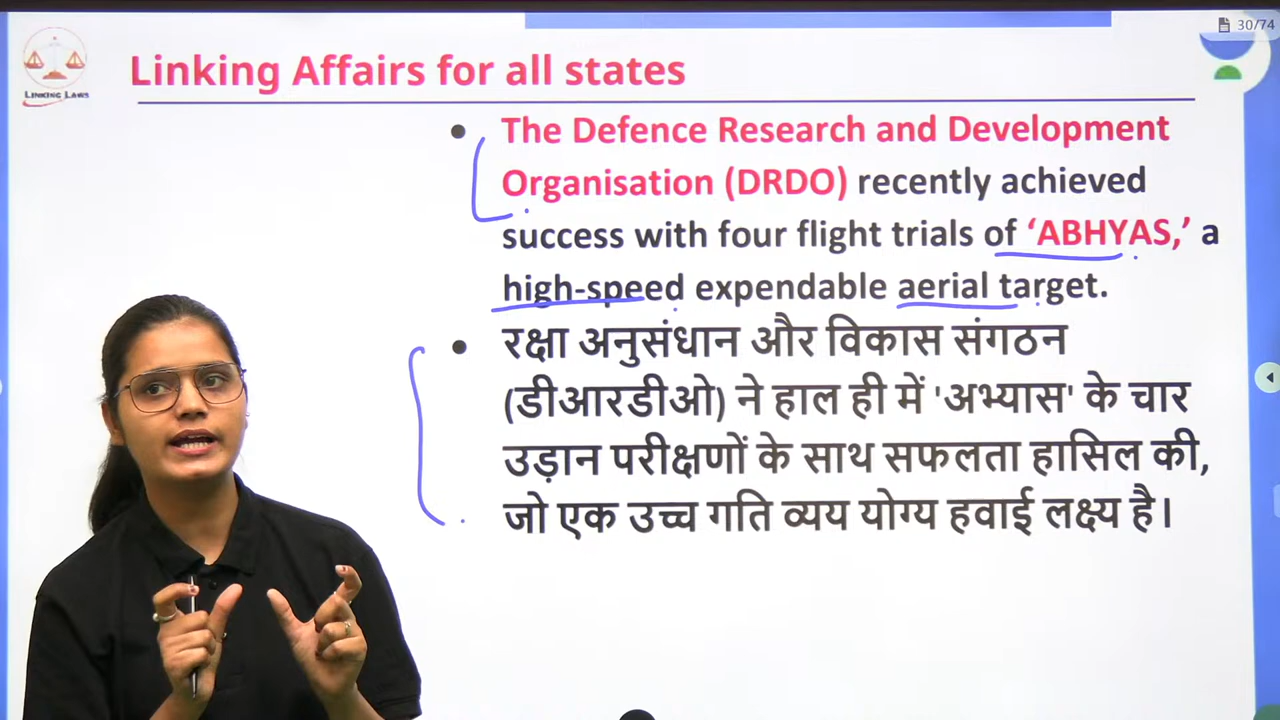 30/74
LINKING LAWS
Linking Affairs for all states
• The Defence Research and Development
Organisation (DRDO) recently achieved
success with four flight trials of ‘ABHYAS,’ a
high-speed expendable aerial target.
• रक्षा अनुसंधान और विकास संगठन
(डीआरडीओ) ने हाल ही में 'अभ्यास' के चार
उड़ान परीक्षणों के साथ सफलता हासिल की,
जो एक उच्च गति व्यय योग्य हवाई लक्ष्य है।